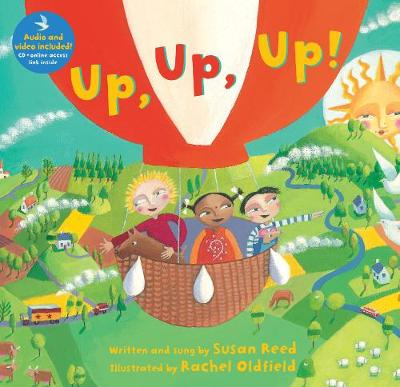 Audio and
video included!
CD + online access
link inside
Up, Up, Up!
Written and sung by Susan Reed
Illustrated by Rachel Oldfield